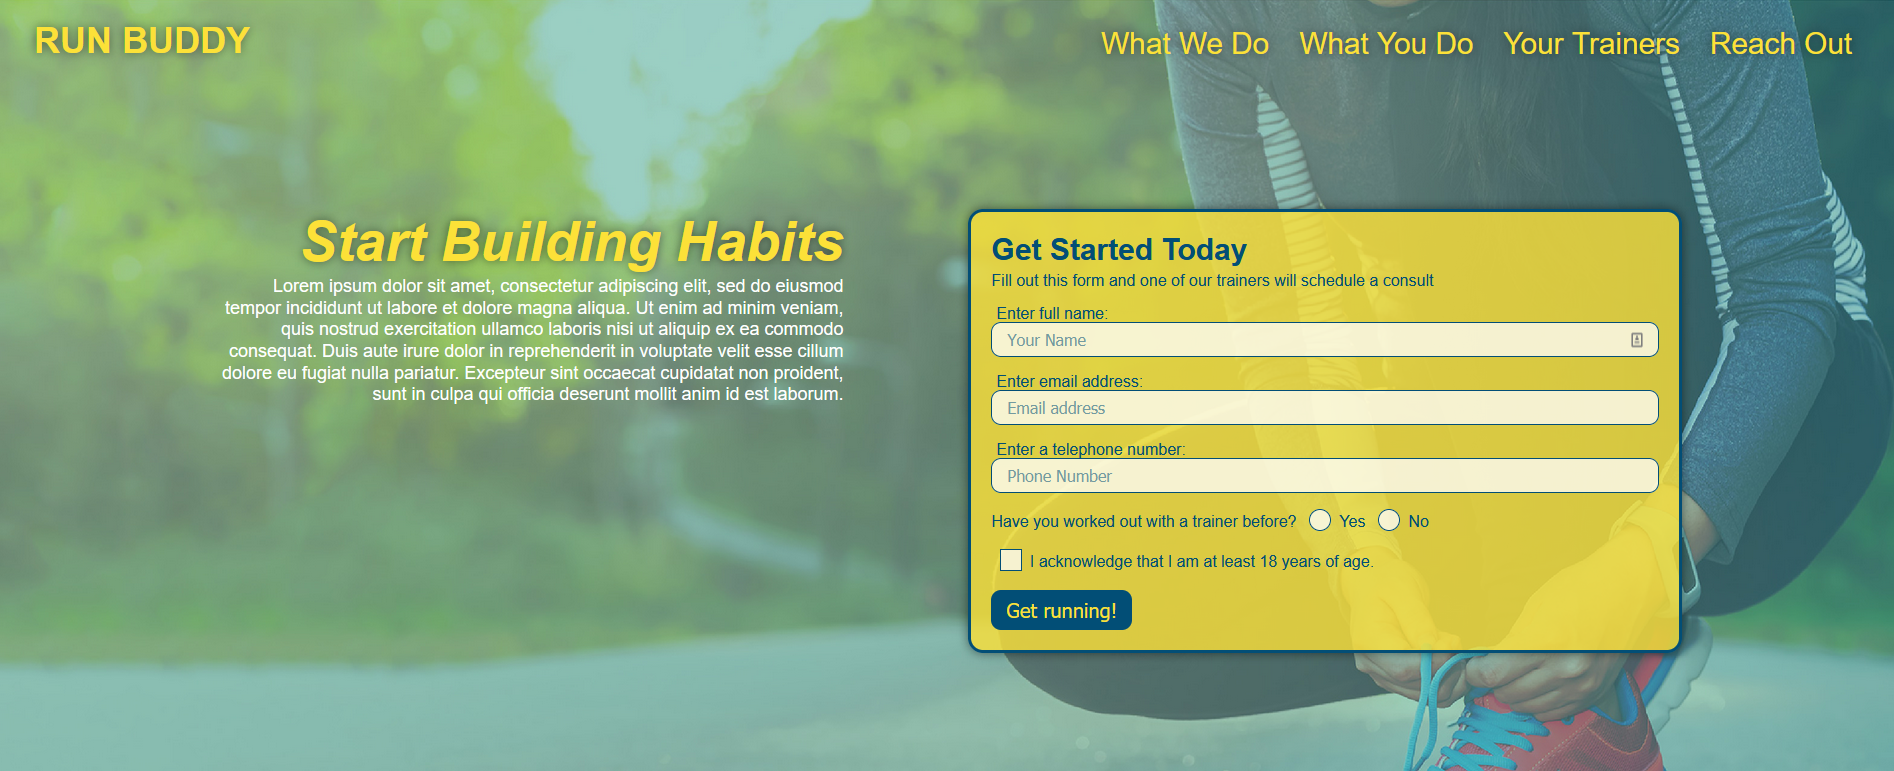 RUN BUDDY
What We Do What You Do Your Trainers Reach Out
Start Building Habits
Lorem ipsum dolor sit amet, consectetur adipiscing elit, sed do eiusmod
tempor incididunt ut labore et dolore magna aliqua. Ut enim ad minim veniam,
quis nostrud exercitation ullamco laboris nisi ut aliquip ex ea commodo
consequat. Duis aute irure dolor in reprehenderit in voluptate velit esse cillum
dolore eu fugiat nulla pariatur. Excepteur sint occaecat cupidatat non proident,
sunt in culpa qui officia deserunt mollit anim id est laborum.
Get Started Today
Fill out this form and one of our trainers will schedule a consult
Enter full name:
Your Name
Enter email address:
Email address
Enter a telephone number:
Phone Number
Have you worked out with a trainer before? Yes No
I acknowledge that I am at least 18 years of age.
Get running!